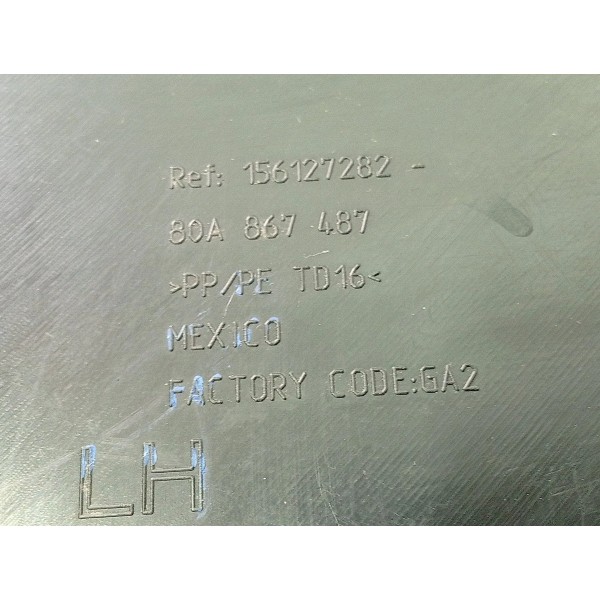 Ref: 156127282 -
80A 867 487
>PP/PE TD16<
MEXICO
FACTORY CODE:GA2
LH